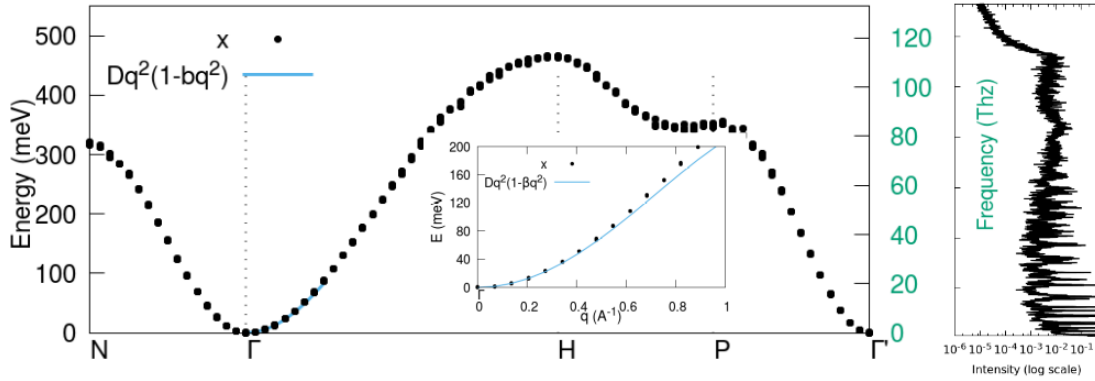 500
400
300
200
100
0
Energy (meV)
x
Dq²(1-bq²)
N
Γ
H
P
Γ'
200
160
120
80
40
0
E (meV)
x
Dq²(1-βq²)
0
0.2
0.4
0.6
0.8
1
q (A⁻¹)
120
100
80
60
40
20
0
Frequency (Thz)
10⁻⁶ 10⁻⁵ 10⁻⁴ 10⁻³ 10⁻² 10⁻¹
Intensity (log scale)